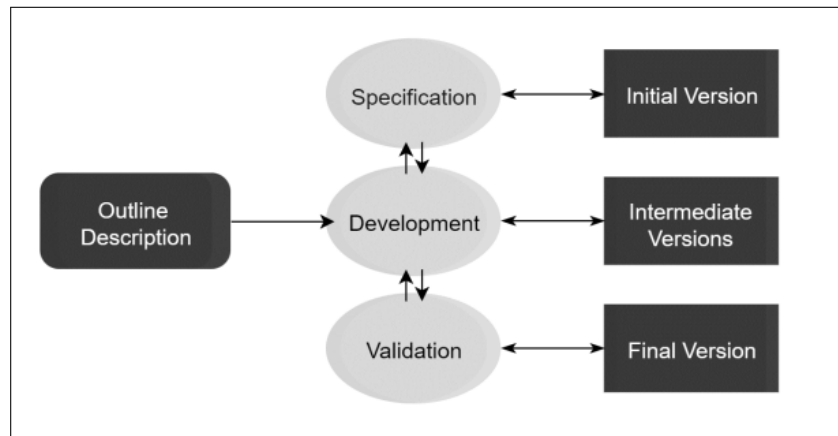 Specification
Initial Version
Outline
Description
Development
Intermediate
Versions
Validation
Final Version